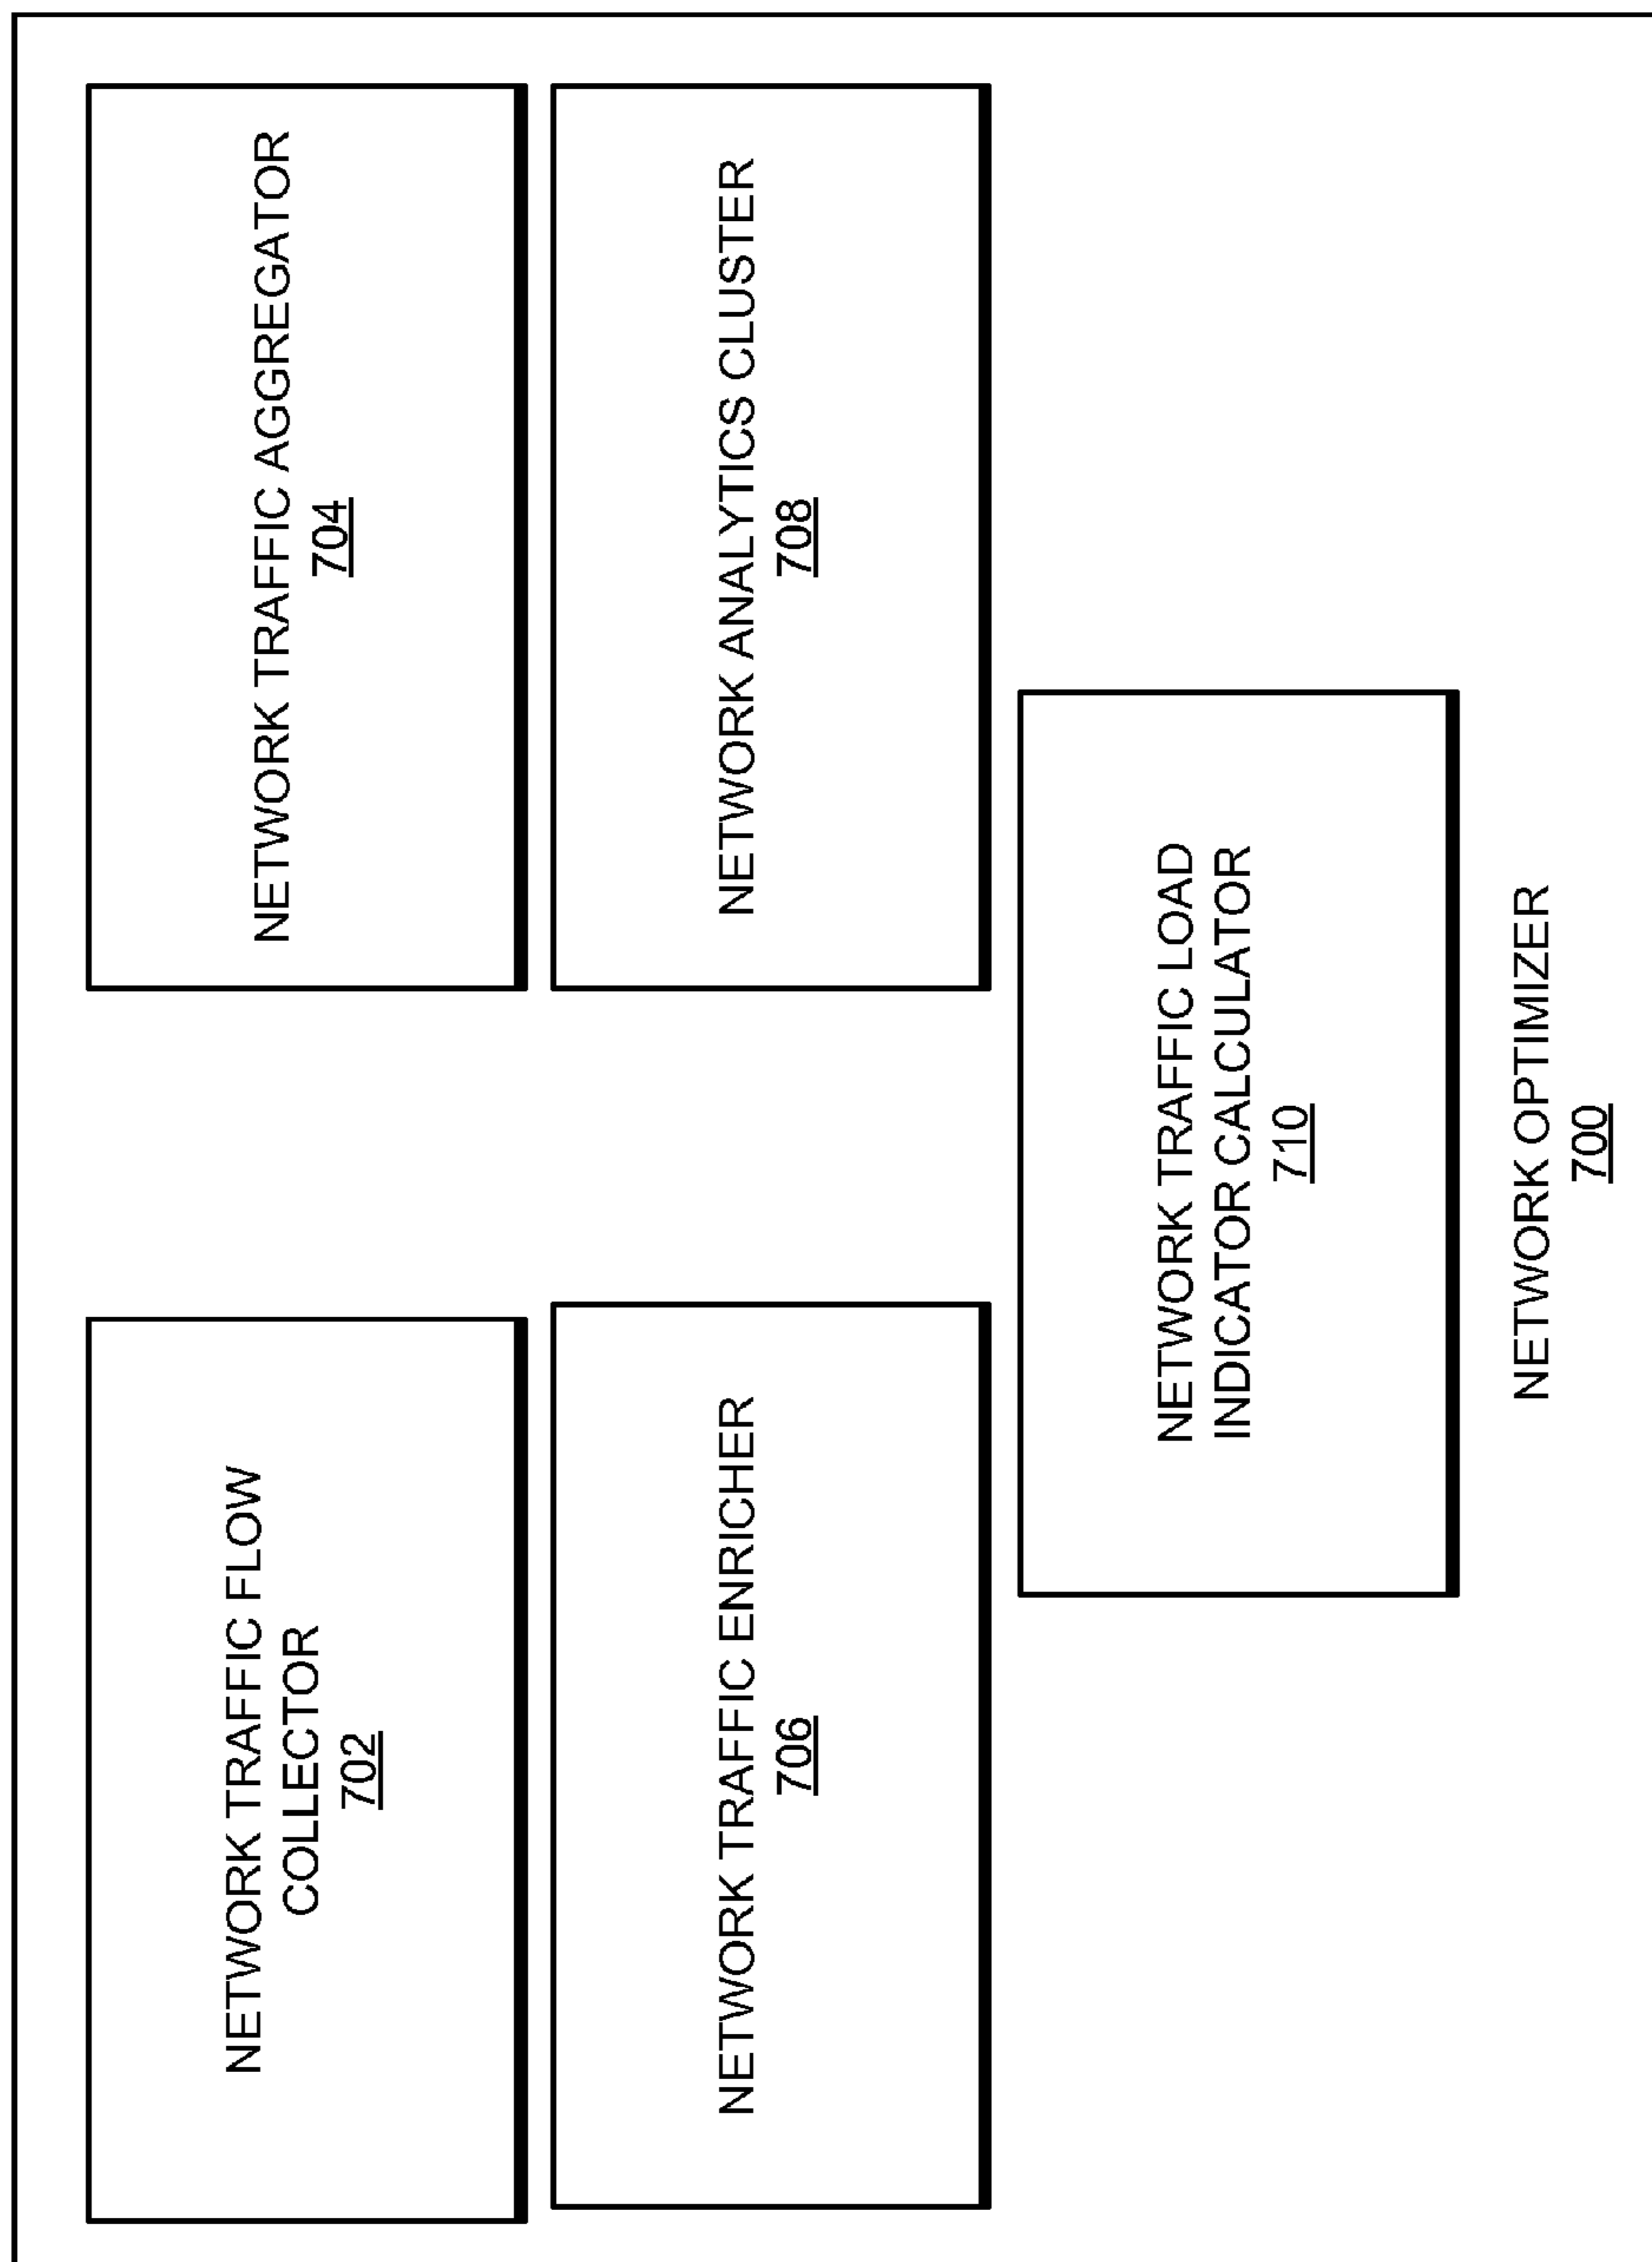 NETWORK TRAFFIC FLOW
COLLECTOR
702
NETWORK TRAFFIC AGGREGATOR
704
NETWORK TRAFFIC ENRICHER
706
NETWORK ANALYTICS CLUSTER
708
NETWORK TRAFFIC LOAD
INDICATOR CALCULATOR
710
NETWORK OPTIMIZER
700